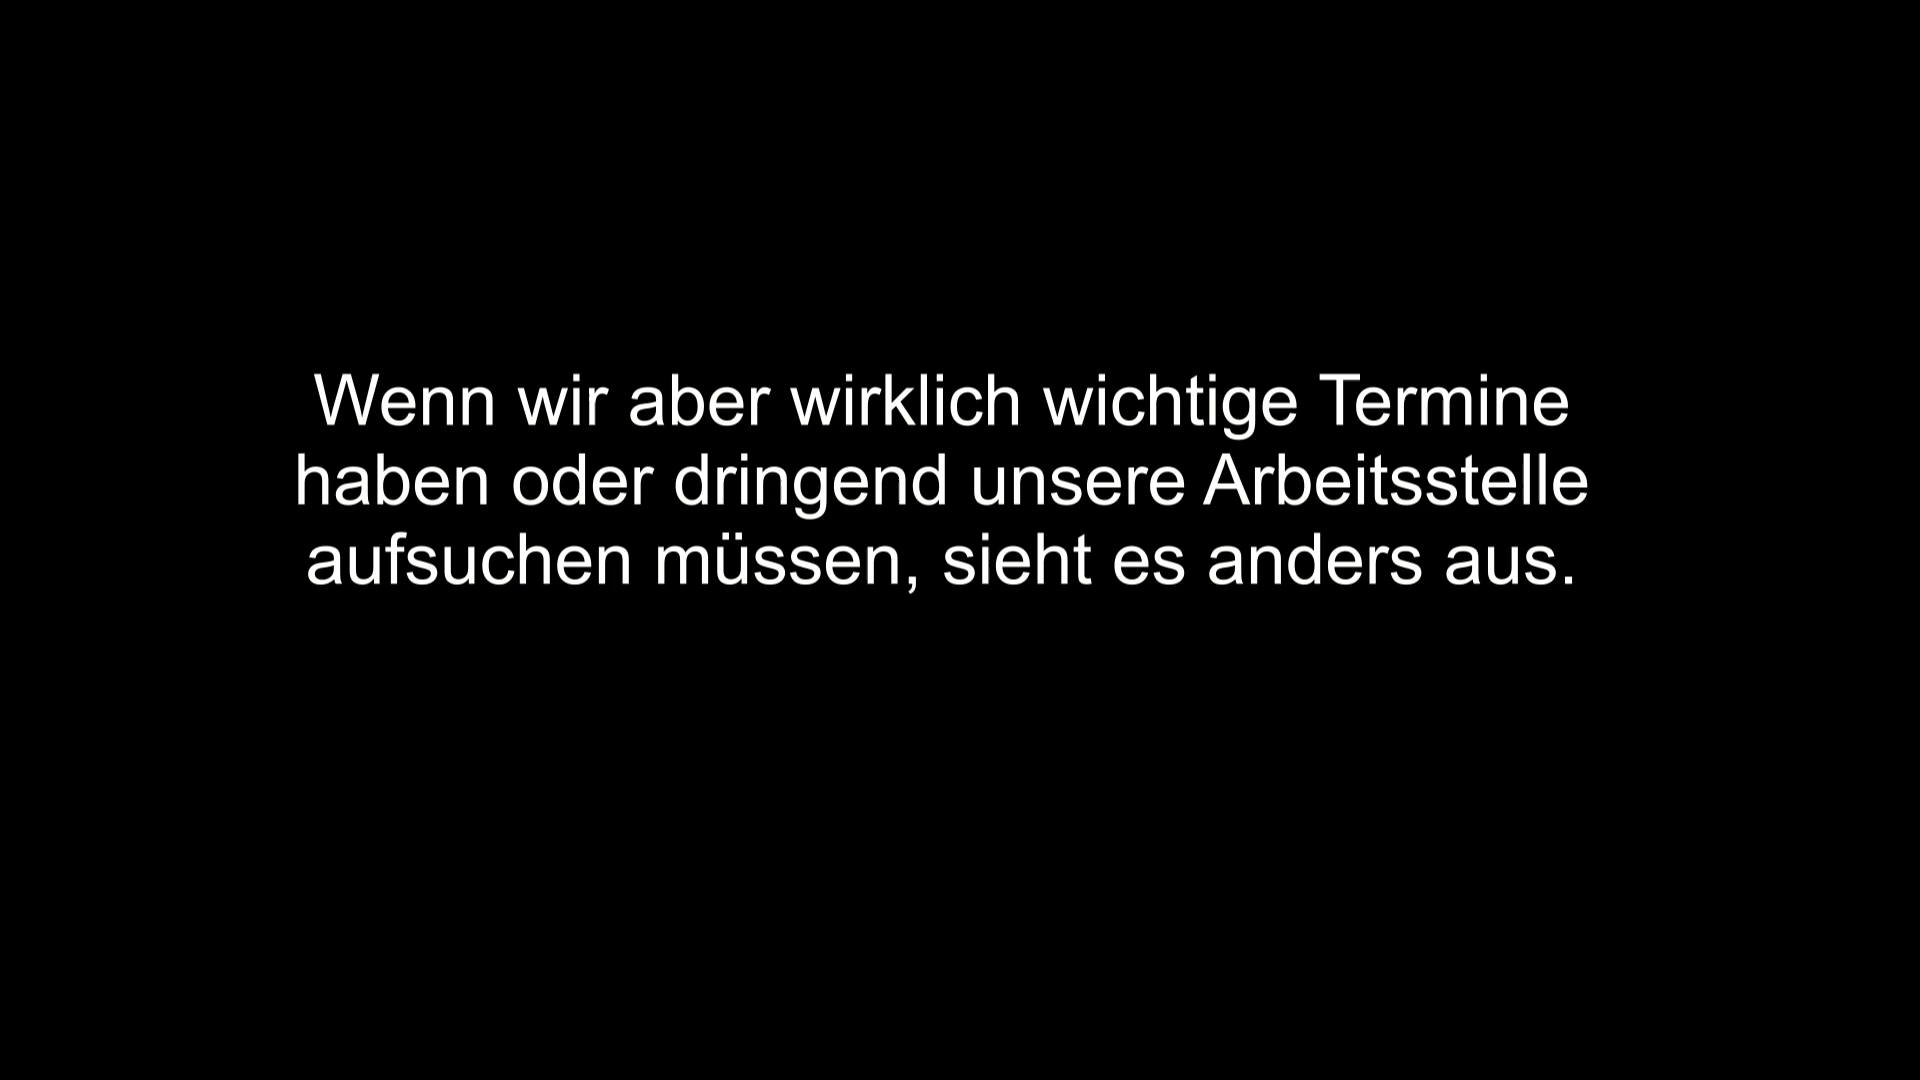 Wenn wir aber wirklich wichtige Termine
haben oder dringend unsere Arbeitsstelle
aufsuchen müssen, sieht es anders aus.